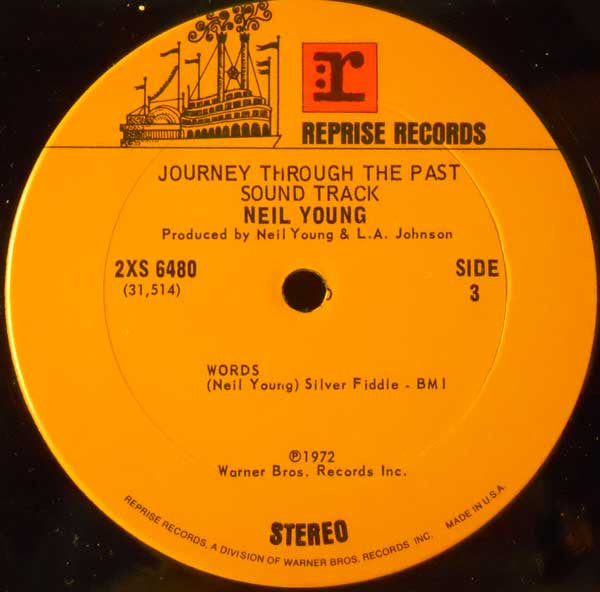 r
REPRISE RECORDS
JOURNEY THROUGH THE PAST
SOUND TRACK
NEIL YOUNG
Produced by Neil Young & L.A. Johnson
2XS 6480 SIDE
(31,514) 3
WORDS
(Neil Young) Silver Fiddle - BMI
℗1972
Warner Bros. Records Inc.
STEREO
REPRISE RECORDS, A DIVISION OF WARNER BROS. RECORDS INC. MADE IN U.S.A.